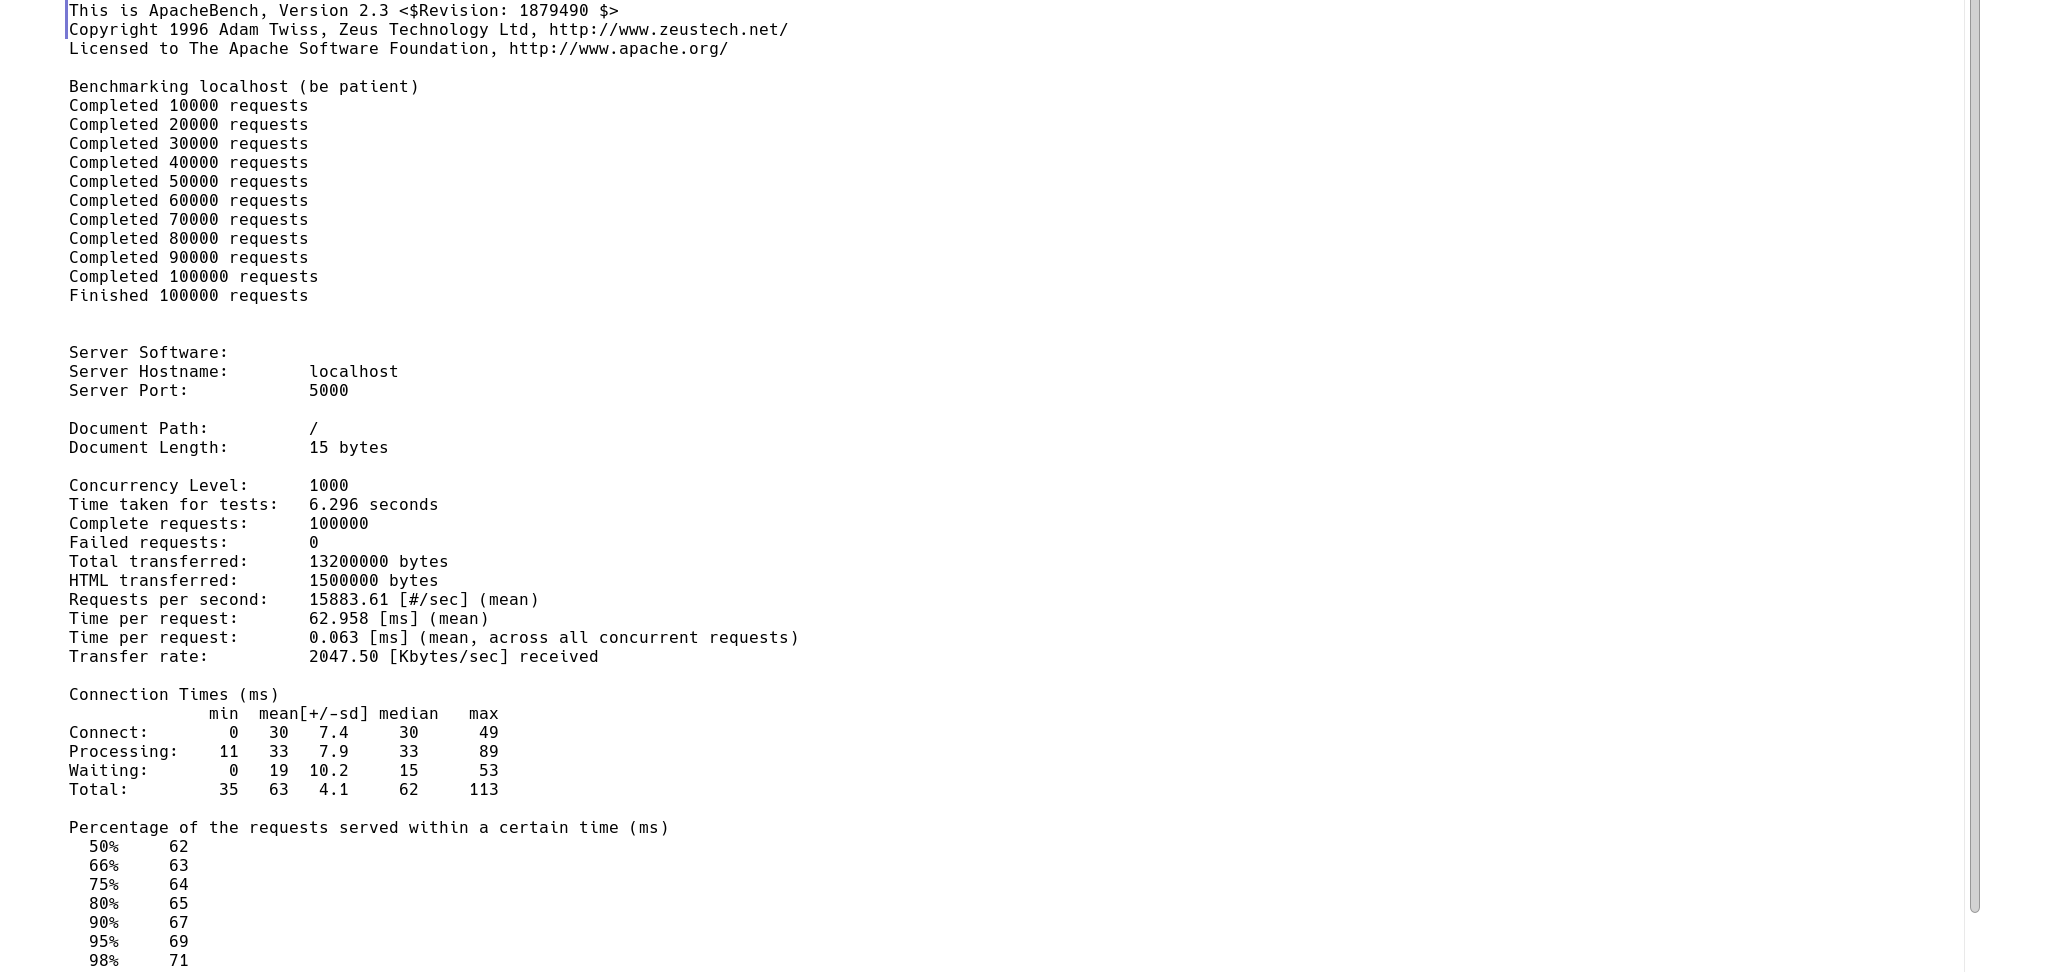 This is ApacheBench, Version 2.3 <$Revision: 1879490 $>
Copyright 1996 Adam Twiss, Zeus Technology Ltd, http://www.zeustech.net/
Licensed to The Apache Software Foundation, http://www.apache.org/

Benchmarking localhost (be patient)
Completed 10000 requests
Completed 20000 requests
Completed 30000 requests
Completed 40000 requests
Completed 50000 requests
Completed 60000 requests
Completed 70000 requests
Completed 80000 requests
Completed 90000 requests
Completed 100000 requests
Finished 100000 requests


Server Software:
Server Hostname:        localhost
Server Port:            5000

Document Path:          /
Document Length:        15 bytes

Concurrency Level:      1000
Time taken for tests:   6.296 seconds
Complete requests:      100000
Failed requests:        0
Total transferred:      13200000 bytes
HTML transferred:       1500000 bytes
Requests per second:    15883.61 [#/sec] (mean)
Time per request:       62.958 [ms] (mean)
Time per request:       0.063 [ms] (mean, across all concurrent requests)
Transfer rate:          2047.50 [Kbytes/sec] received

Connection Times (ms)
              min  mean[+/-sd] median   max
Connect:        0   30   7.4     30      49
Processing:    11   33   7.9     33      89
Waiting:        0   19  10.2     15      53
Total:         35   63   4.1     62     113

Percentage of the requests served within a certain time (ms)
  50%     62
  66%     63
  75%     64
  80%     65
  90%     67
  95%     69
  98%     71